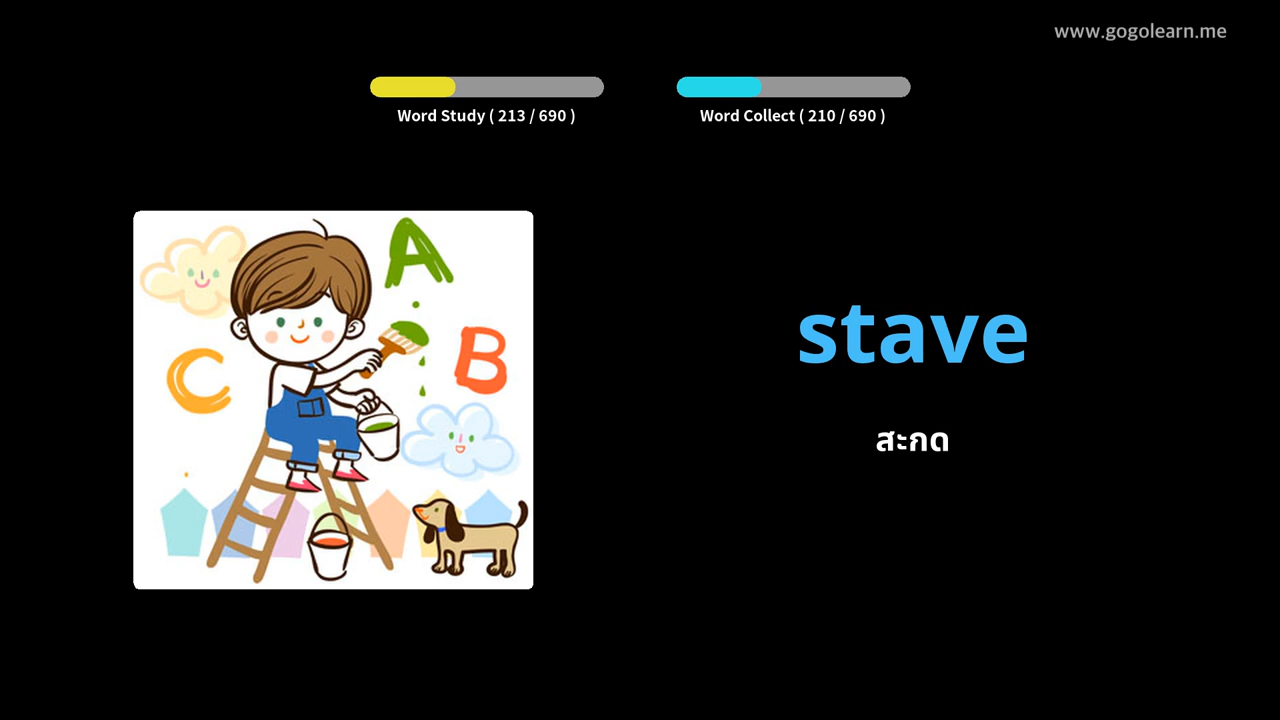 www.gogolearn.me
Word Study ( 213 / 690 )
Word Collect ( 210 / 690 )
A
B
C
stave
สะกด